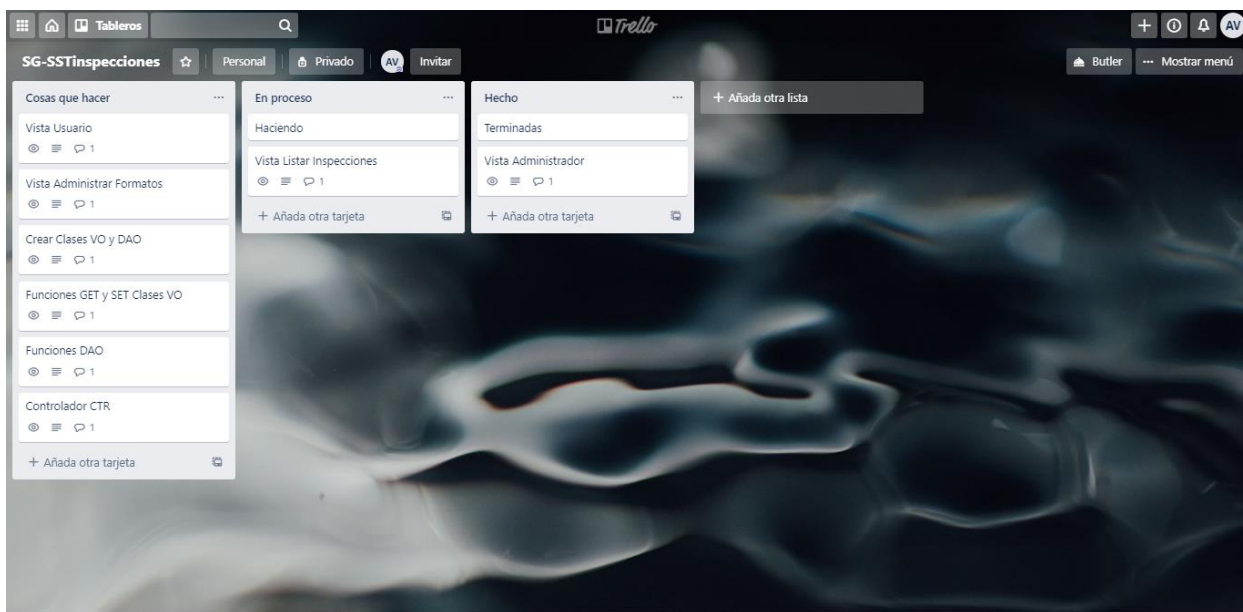 Tableros
Trello
AV
SG-SSTinspecciones
Personal
Privado
AV
Invitar
Butler
... Mostrar menú
Cosas que hacer
Vista Usuario
1
Vista Administrar Formatos
1
Crear Clases VO y DAO
1
Funciones GET y SET Clases VO
1
Funciones DAO
1
Controlador CTR
1
+ Añada otra tarjeta
En proceso
Haciendo
Vista Listar Inspecciones
1
+ Añada otra tarjeta
Hecho
Terminadas
Vista Administrador
1
+ Añada otra tarjeta
+ Añada otra lista